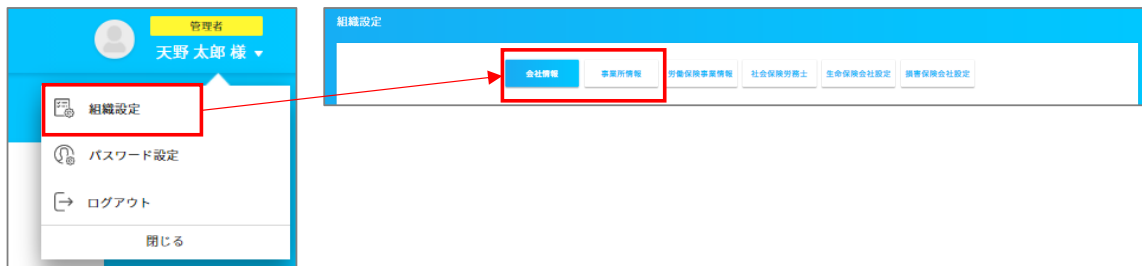 管理者
天野 太郎 様 ▼
組織設定
パスワード設定
ログアウト
閉じる
組織設定
会社情報 事業所情報 労働保険事業情報 社会保険労務士 生命保険会社設定 損害保険会社設定